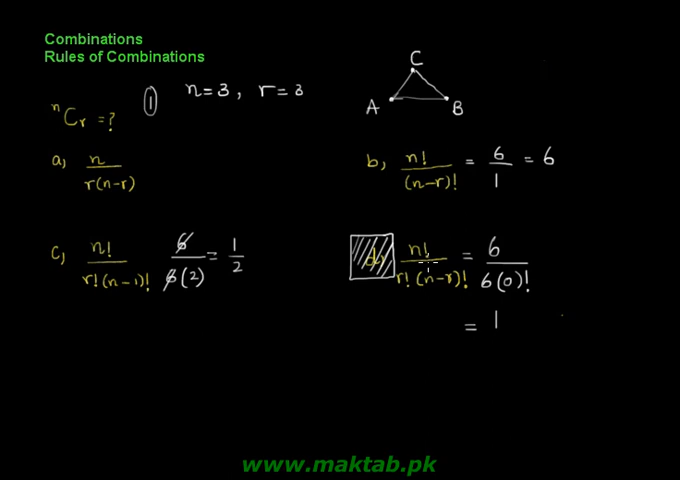 Combinations
Rules of Combinations
① n=3, r=3
C
A B
ⁿCᵣ = ?
a, n / r(n-r)
b, n! / (n-r)! = 6 / 1 = 6
c, n! / r!(n-1)! 6 / 6(2) = 1 / 2
d, n! / r!(n-r)! = 6 / 6(0)!
= 1
www.maktab.pk